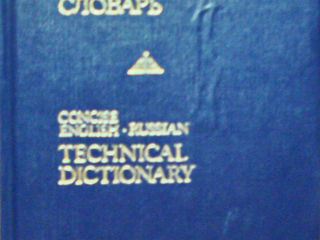 СЛОВАРЬ
CONCISE
ENGLISH • RUSSIAN
TECHNICAL
DICTIONARY